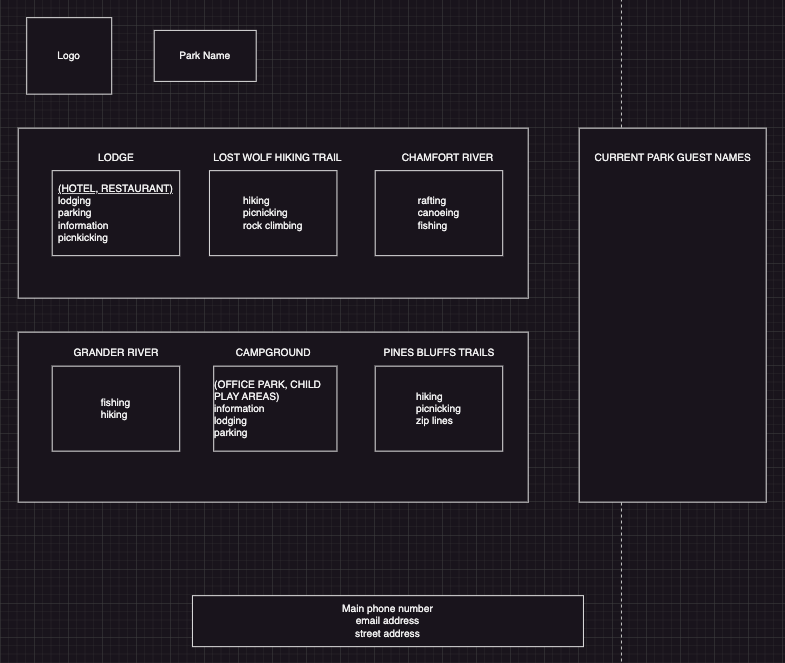 Logo
Park Name
LODGE
(HOTEL, RESTAURANT)
lodging
parking
information
picnkicking
LOST WOLF HIKING TRAIL
hiking
picnicking
rock climbing
CHAMFORT RIVER
rafting
canoeing
fishing
CURRENT PARK GUEST NAMES
GRANDER RIVER
fishing
hiking
CAMPGROUND
(OFFICE PARK, CHILD
PLAY AREAS)
information
lodging
parking
PINES BLUFFS TRAILS
hiking
picnicking
zip lines
Main phone number
email address
street address